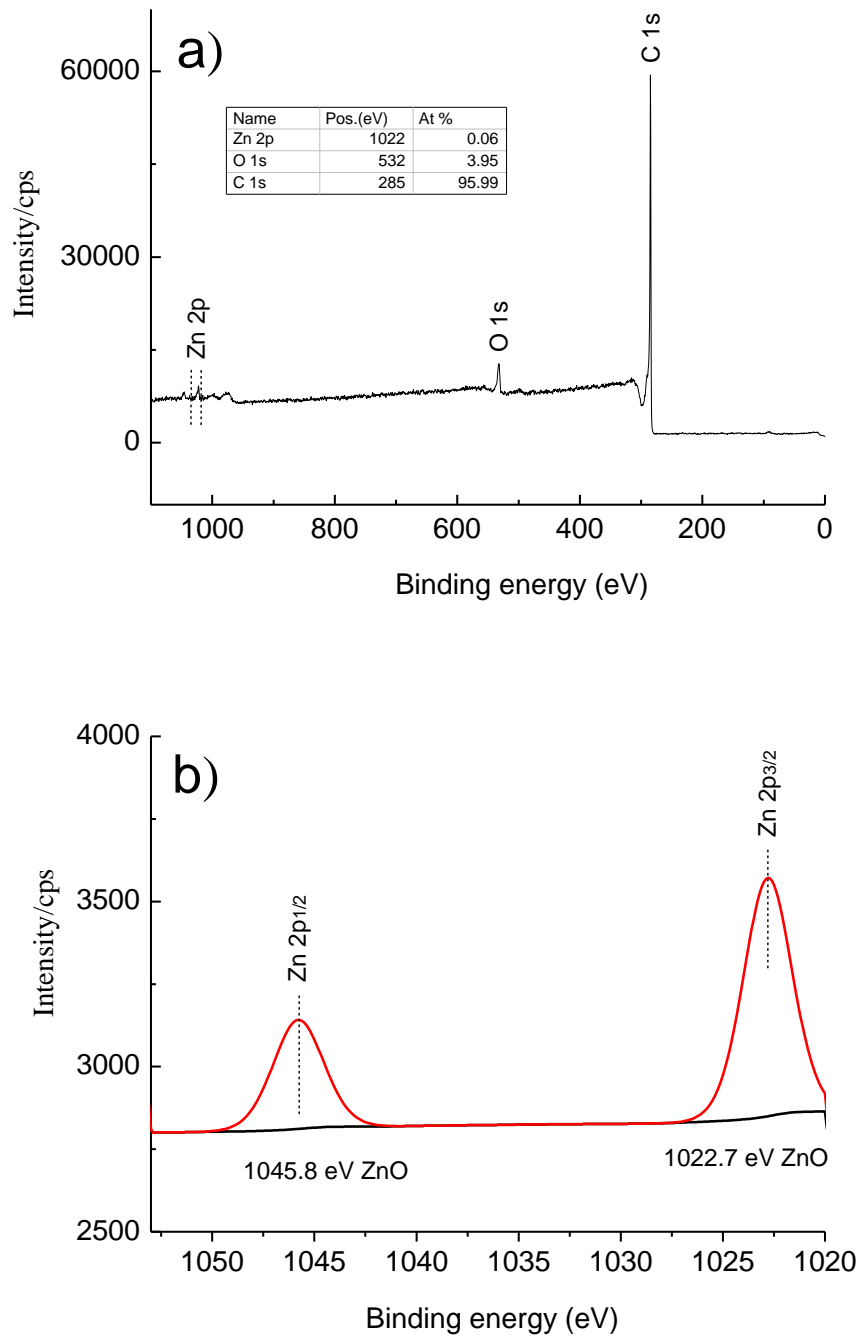 a)
C 1s
60000
Name Pos.(eV) At %
Zn 2p 1022 0.06
O 1s 532 3.95
C 1s 285 95.99
Intensity/cps
30000
Zn 2p
O 1s
0
1000 800 600 400 200 0
Binding energy (eV)
4000
b)
Zn 2p3/2
3500
Zn 2p1/2
Intensity/cps
3000
1045.8 eV ZnO
1022.7 eV ZnO
2500
1050 1045 1040 1035 1030 1025 1020
Binding energy (eV)